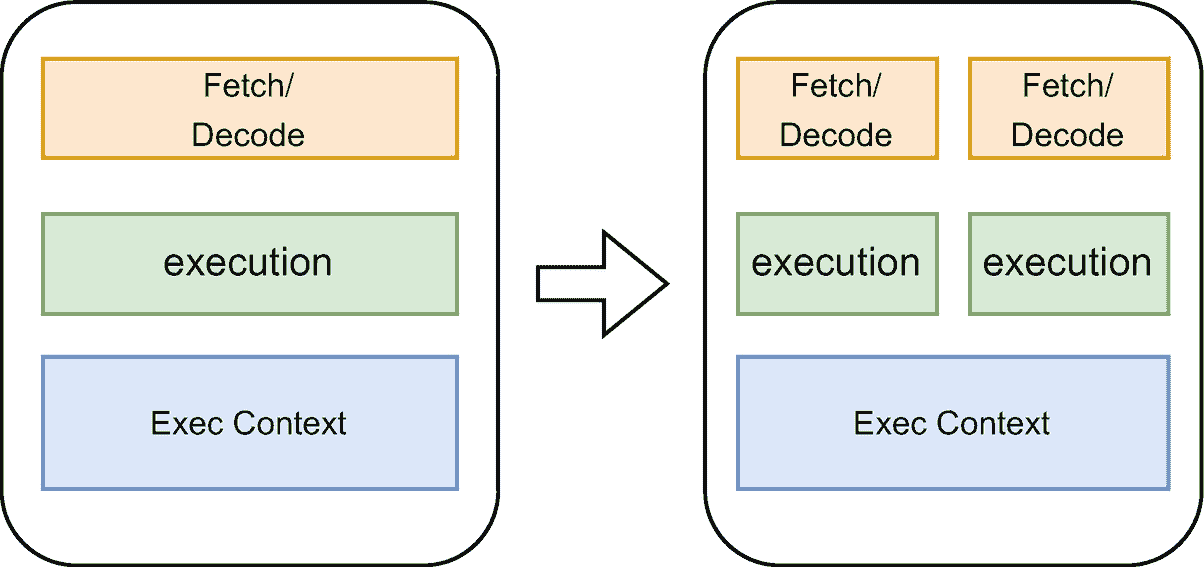 Fetch/
Decode
execution
Exec Context
Fetch/
Decode
Fetch/
Decode
execution
execution
Exec Context